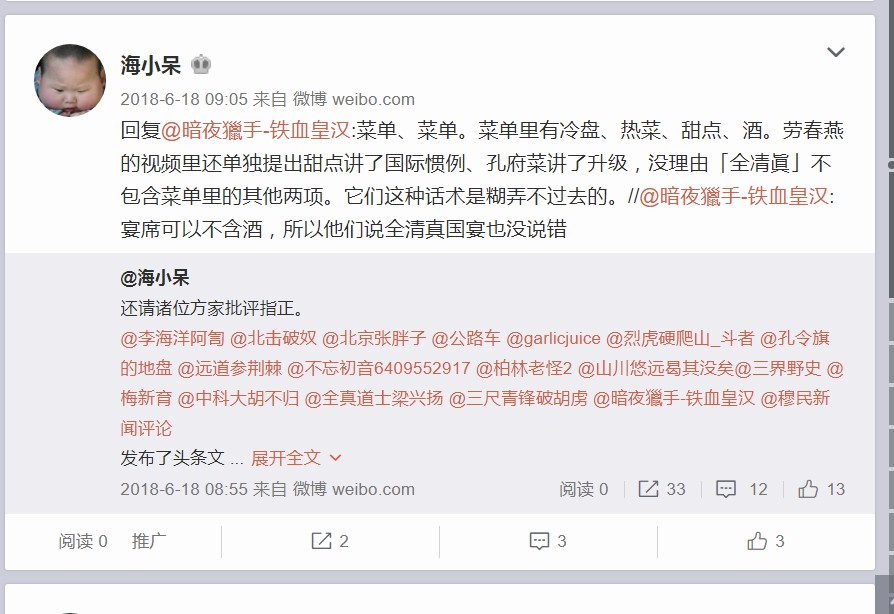 海小呆
2018-6-18 09:05 来自 微博 weibo.com
回复@暗夜獵手-铁血皇汉:菜单、菜单。菜单里有冷盘、热菜、甜点、酒。劳春燕
的视频里还单独提出甜点讲了国际惯例、孔府菜讲了升级，没理由「全凊眞」不
包含菜单里的其他两项。它们这种话术是糊弄不过去的。//@暗夜獵手-铁血皇汉:
宴席可以不含酒，所以他们说全清真国宴也没说错
@海小呆
还请诸位方家批评指正。
@李海洋阿訇 @北击破奴 @北京张胖子 @公路车 @garlicjuice @烈虎硬爬山_斗者 @孔令旗
的地盘 @远道参荆棘 @不忘初音6409552917 @柏林老怪2 @山川悠远曷其没矣@三界野史 @
梅新育 @中科大胡不归 @全真道士梁兴扬 @三尺青锋破胡虏 @暗夜獵手-铁血皇汉 @穆民新
闻评论
发布了头条文 ... 展开全文
2018-6-18 08:55 来自 微博 weibo.com 阅读 0 33 12 13
阅读 0 推广 2 3 3